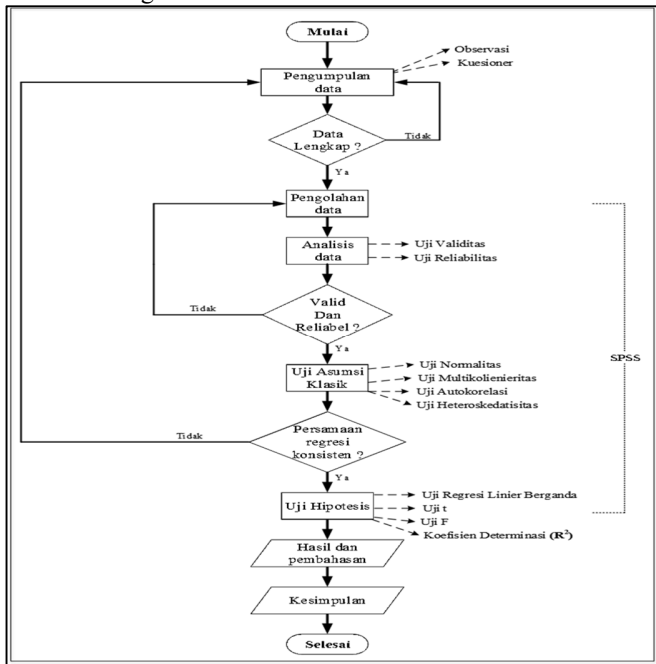 Mulai
Observasi
Kuesioner
Pengumpulan
data
Data
Lengkap ?
Tidak
Ya
Pengolahan
data
Analisis
data
Uji Validitas
Uji Reliabilitas
Valid
Dan
Reliabel ?
Tidak
Ya
SPSS
Uji Asumsi
Klasik
Uji Normalitas
Uji Multikolienieritas
Uji Autokorelasi
Uji Heteroskedatisitas
Persamaan
regresi
konsisten ?
Tidak
Ya
Uji Hipotesis
Uji Regresi Linier Berganda
Uji t
Uji F
Koefisien Determinasi (R²)
Hasil dan
pembahasan
Kesimpulan
Selesai